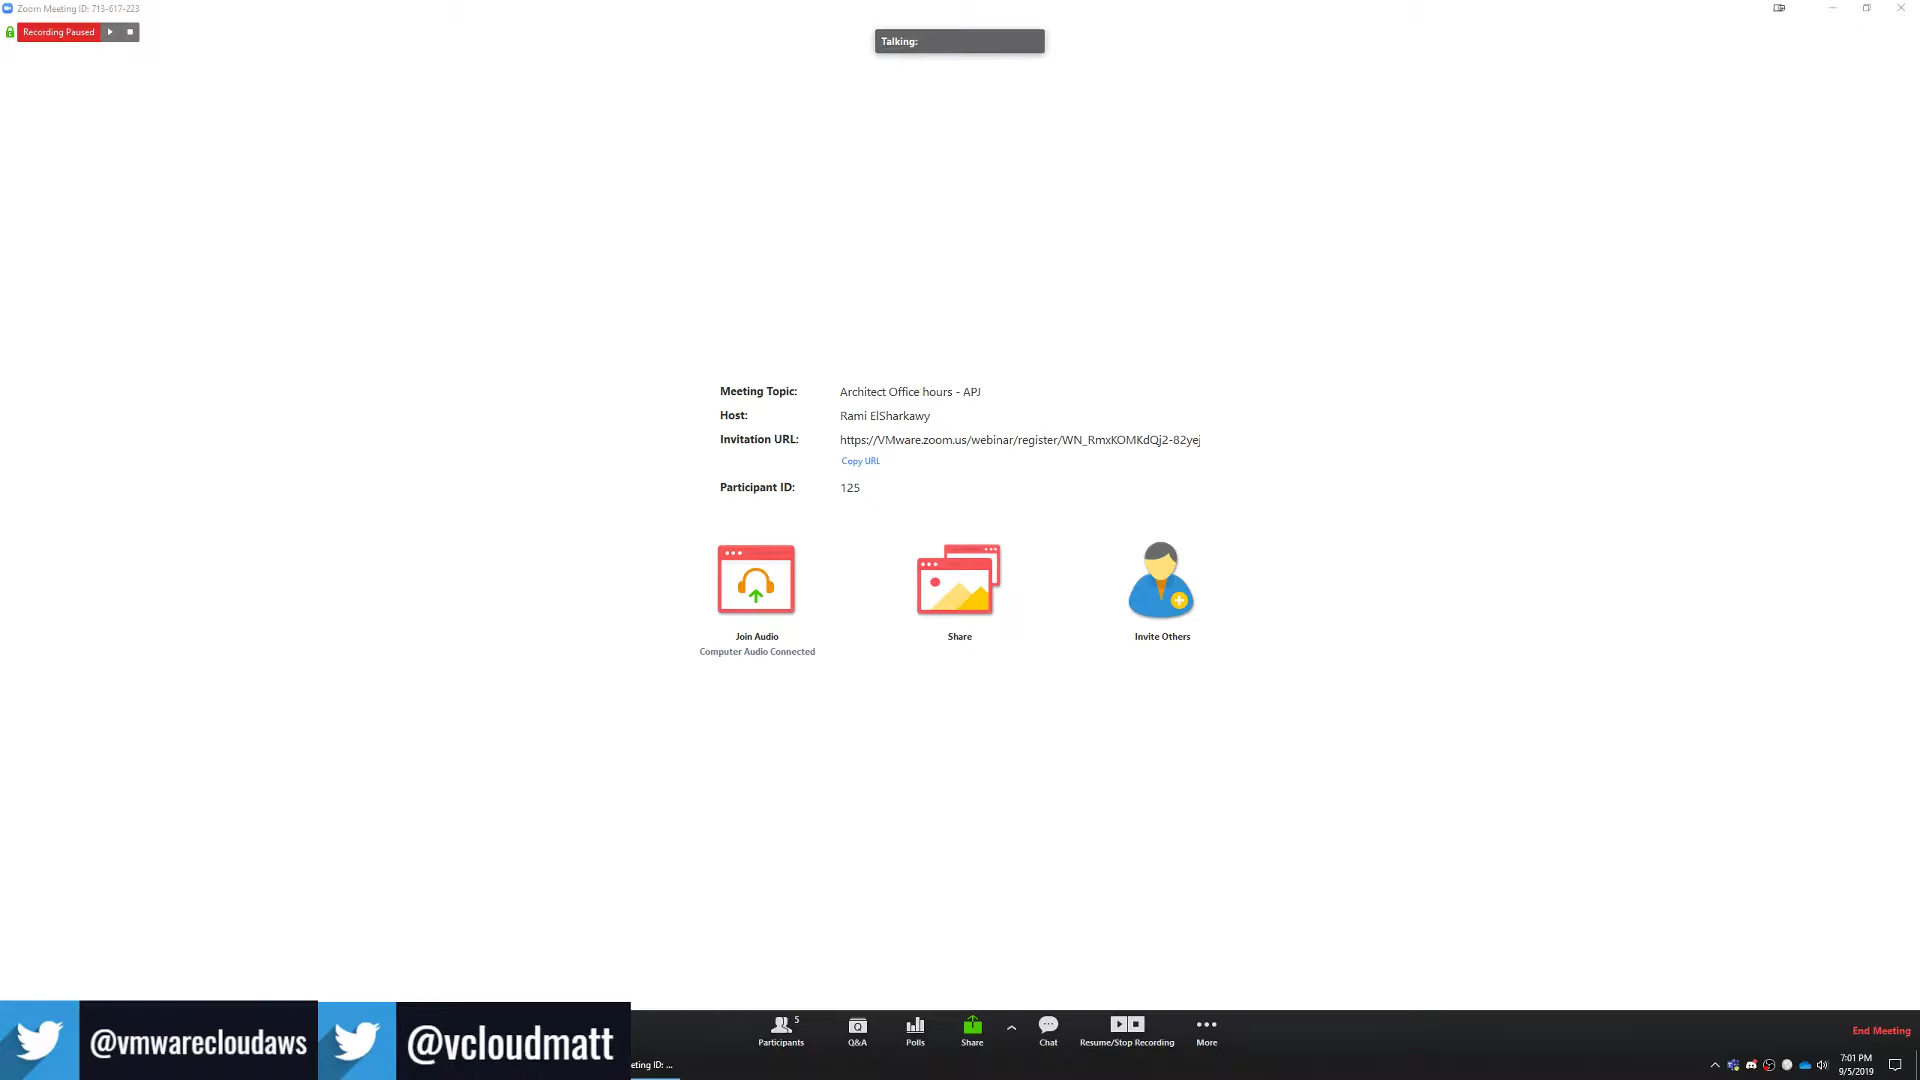 Zoom Meeting ID: 713-617-223
Recording Paused
Talking:
Meeting Topic: Architect Office hours - APJ
Host: Rami ElSharkawy
Invitation URL: https://VMware.zoom.us/webinar/register/WN_RmxKOMKdQj2-82yej
Copy URL
Participant ID: 125
Join Audio
Computer Audio Connected
Share
Invite Others
@vmwarecloudaws
@vcloudmatt
eting ID: ...
5
Participants
Q&A
Polls
Share
Chat
Resume/Stop Recording
More
End Meeting
7:01 PM
9/5/2019